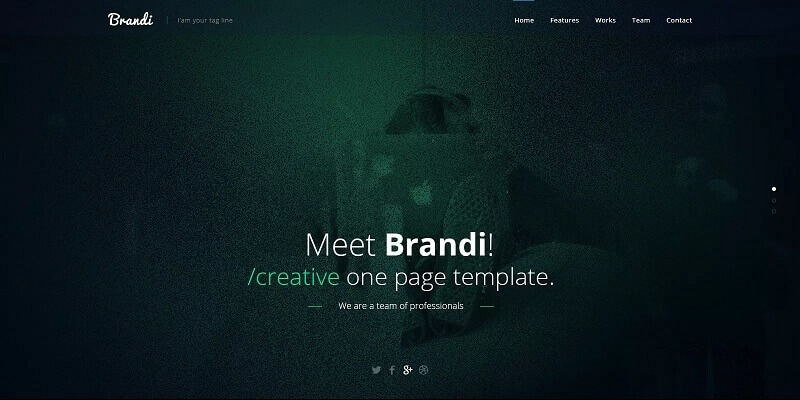 Brandi
I'am your tag line
Home Features Works Team Contact
Meet Brandi!
/creative one page template.
We are a team of professionals